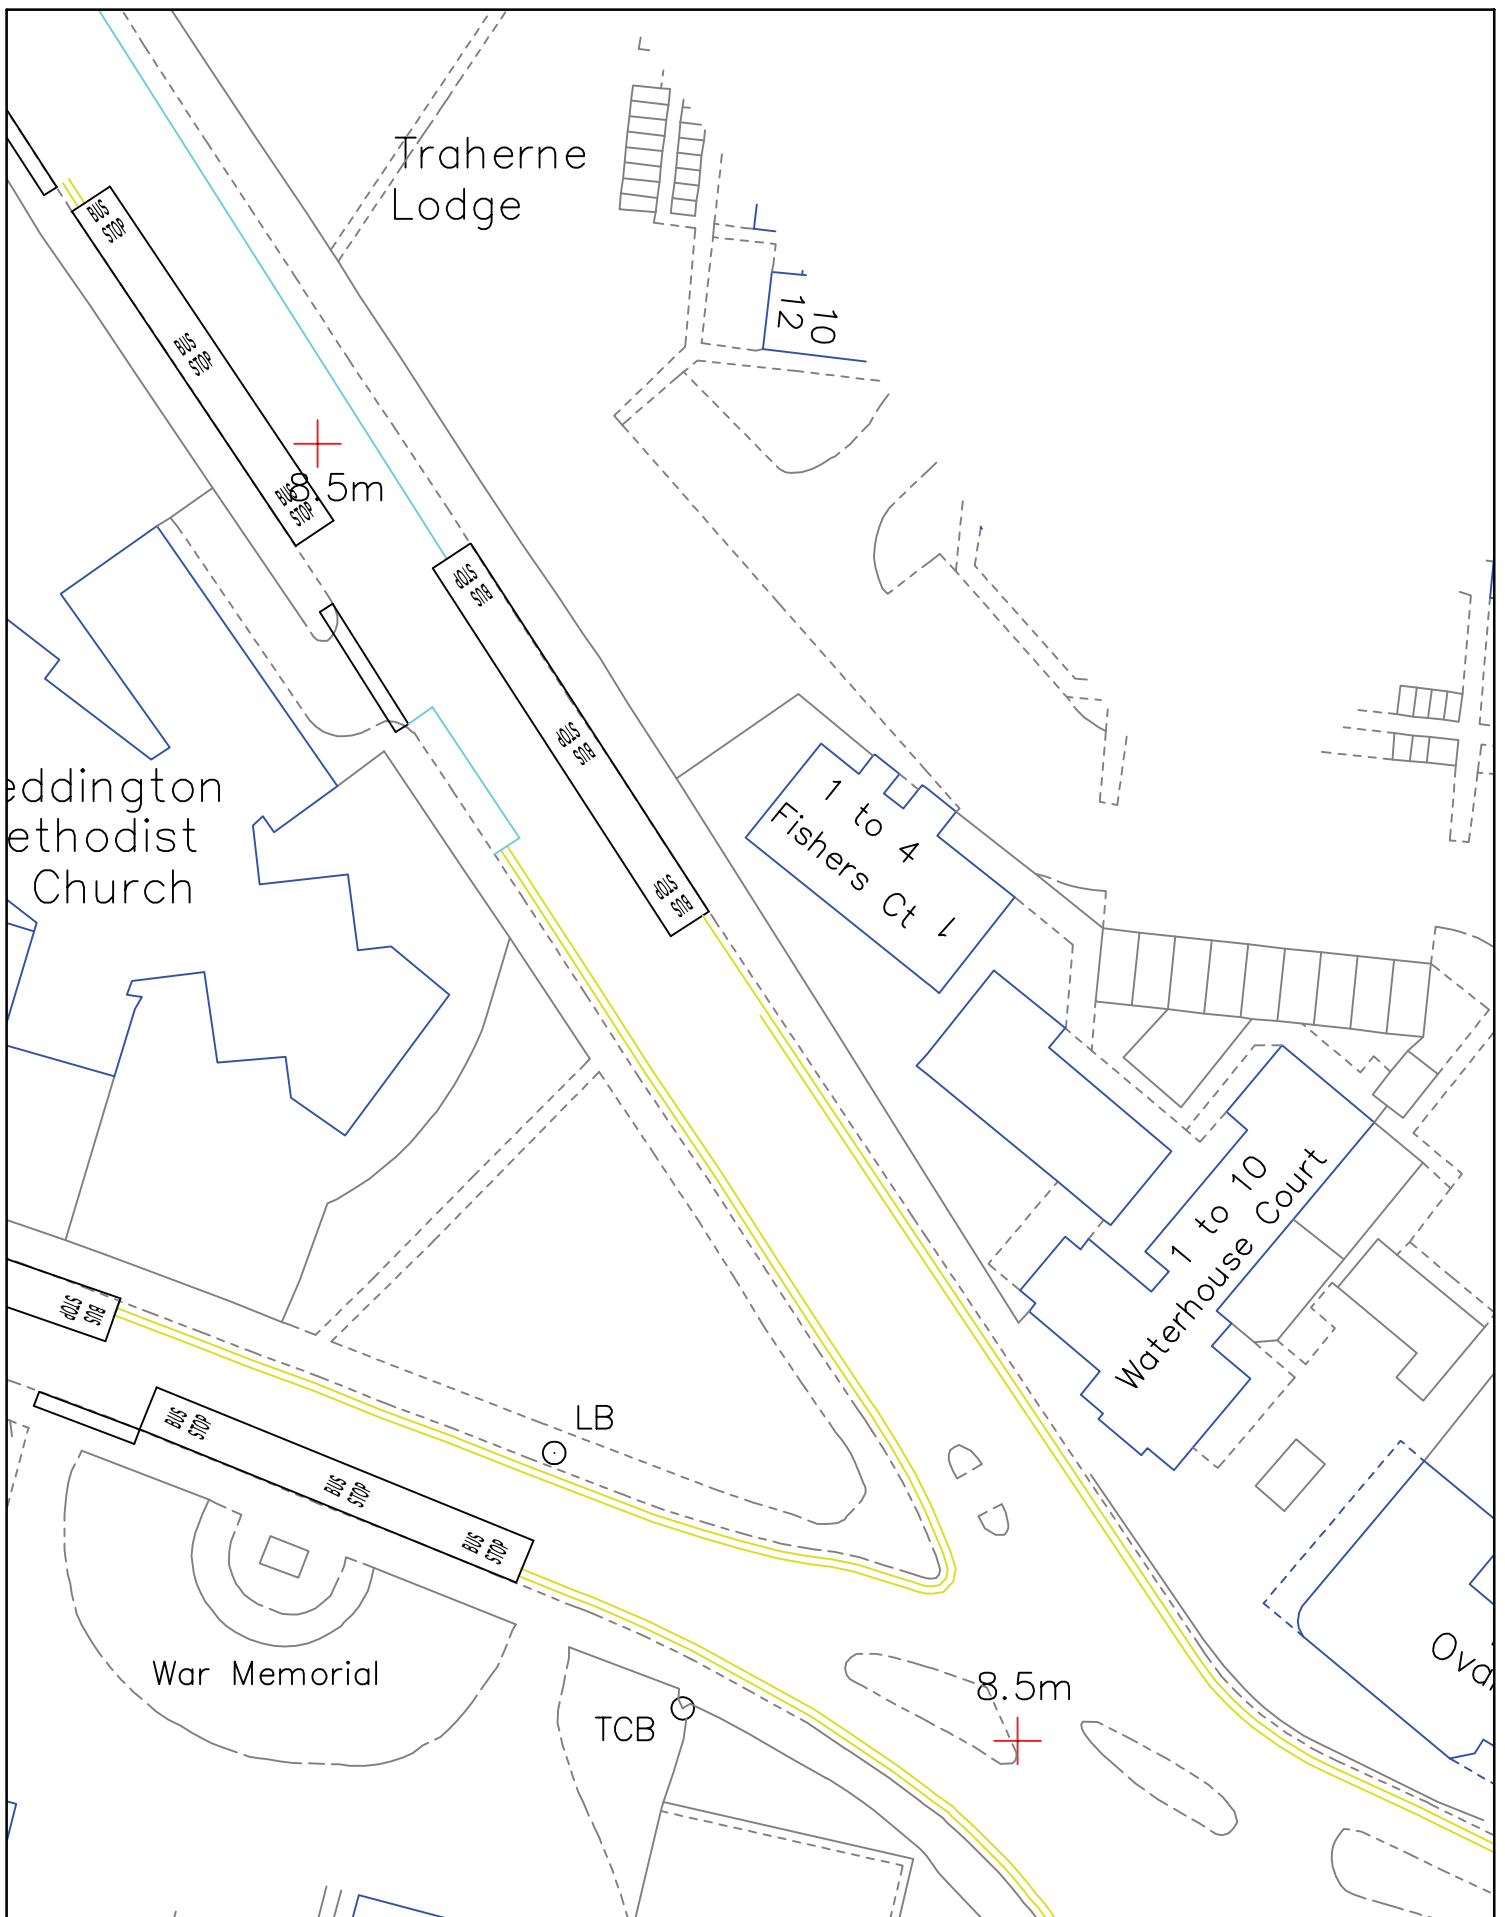 Traherne
Lodge
BUS
STOP
10
12
BUS
STOP
8.5m
BUS
STOP
BUS
STOP
BUS
STOP
eddington
ethodist
Church
1 to 4
Fishers Ct 1
BUS
STOP
1 to 10
Waterhouse Court
BUS
STOP
BUS
STOP
LB
BUS
STOP
BUS
STOP
War Memorial
TCB
8.5m
Ova